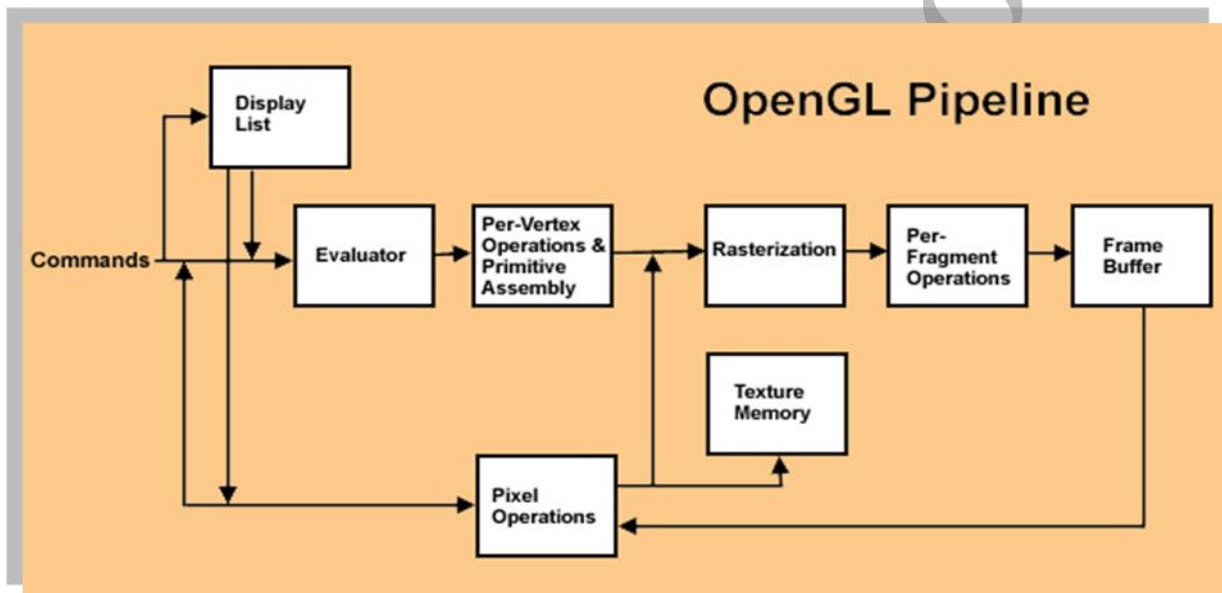 OpenGL Pipeline
Display
List
Commands
Evaluator
Per-Vertex
Operations &
Primitive
Assembly
Rasterization
Per-
Fragment
Operations
Frame
Buffer
Texture
Memory
Pixel
Operations